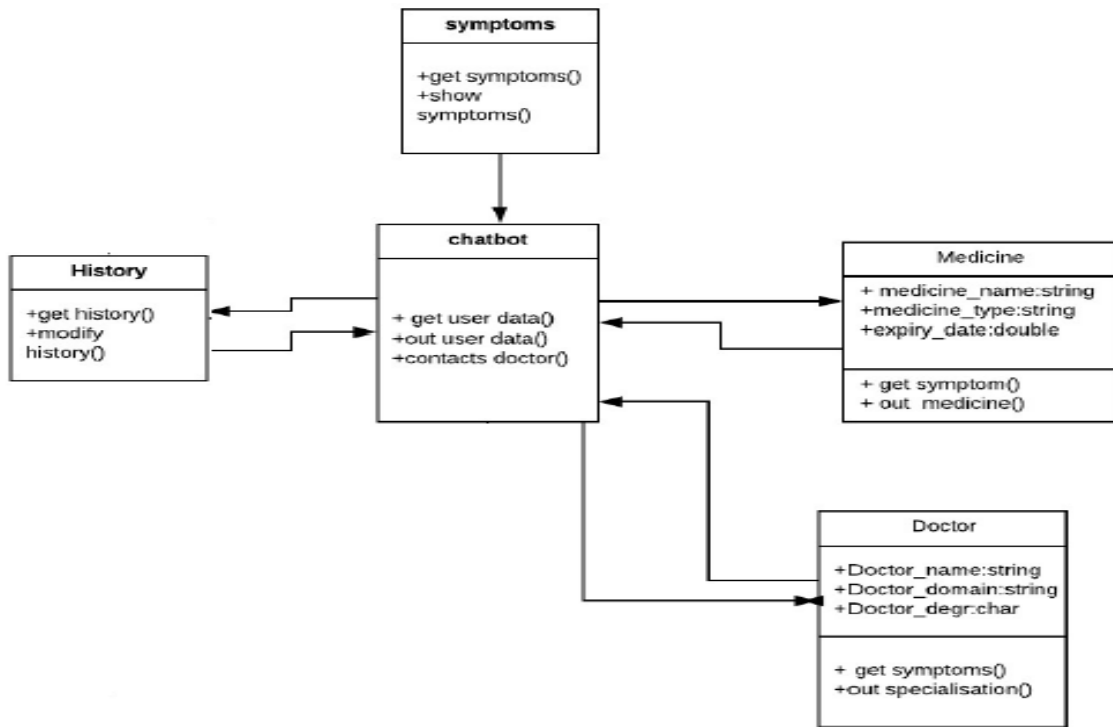 symptoms
+get symptoms()
+show
symptoms()
chatbot
+ get user data()
+out user data()
+contacts doctor()
History
+get history()
+modify
history()
Medicine
+ medicine_name:string
+medicine_type:string
+expiry_date:double
+ get symptom()
+ out medicine()
Doctor
+Doctor_name:string
+Doctor_domain:string
+Doctor_degr:char
+ get symptoms()
+out specialisation()